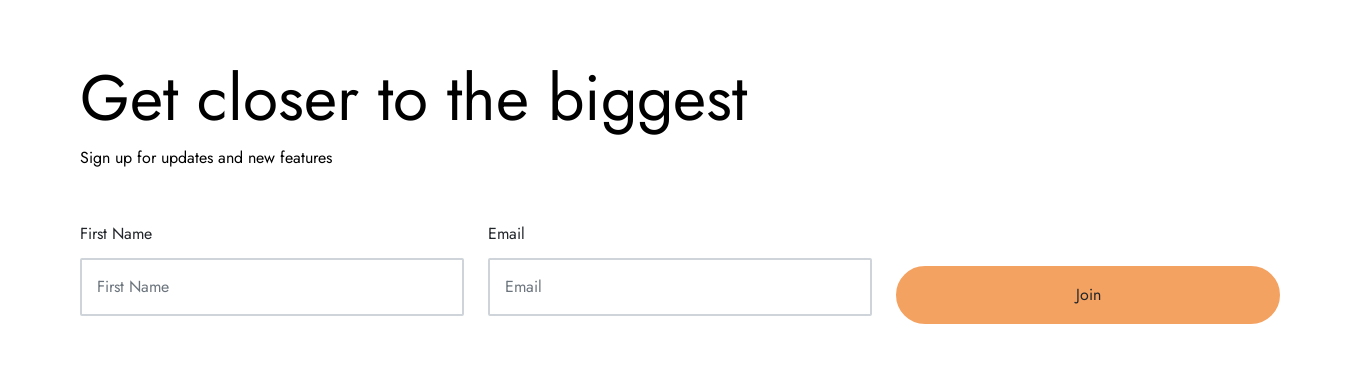 Get closer to the biggest
Sign up for updates and new features
First Name
Email
First Name
Email
Join